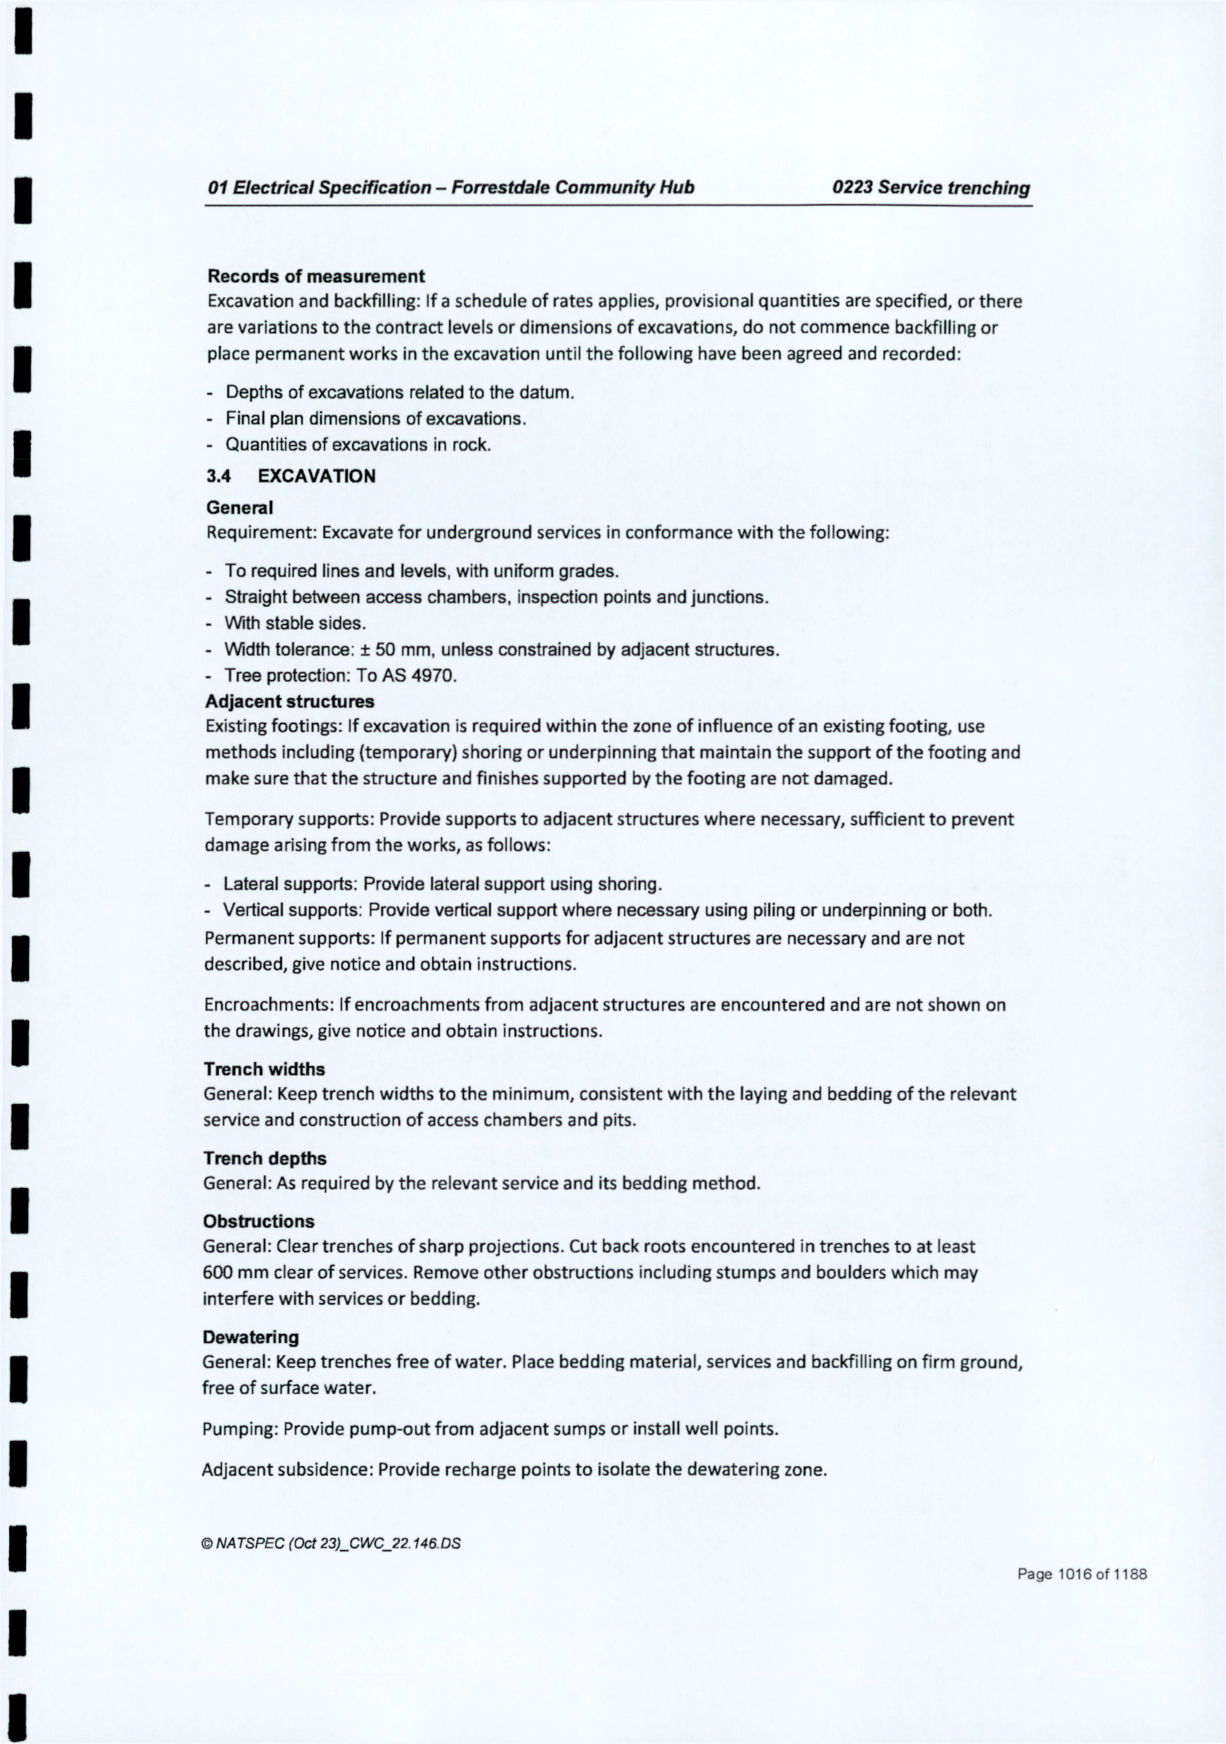 01 Electrical Specification – Forrestdale Community Hub 0223 Service trenching
Records of measurement
Excavation and backfilling: If a schedule of rates applies, provisional quantities are specified, or there
are variations to the contract levels or dimensions of excavations, do not commence backfilling or
place permanent works in the excavation until the following have been agreed and recorded:
- Depths of excavations related to the datum.
- Final plan dimensions of excavations.
- Quantities of excavations in rock.
3.4 EXCAVATION
General
Requirement: Excavate for underground services in conformance with the following:
- To required lines and levels, with uniform grades.
- Straight between access chambers, inspection points and junctions.
- With stable sides.
- Width tolerance: ± 50 mm, unless constrained by adjacent structures.
- Tree protection: To AS 4970.
Adjacent structures
Existing footings: If excavation is required within the zone of influence of an existing footing, use
methods including (temporary) shoring or underpinning that maintain the support of the footing and
make sure that the structure and finishes supported by the footing are not damaged.
Temporary supports: Provide supports to adjacent structures where necessary, sufficient to prevent
damage arising from the works, as follows:
- Lateral supports: Provide lateral support using shoring.
- Vertical supports: Provide vertical support where necessary using piling or underpinning or both.
Permanent supports: If permanent supports for adjacent structures are necessary and are not
described, give notice and obtain instructions.
Encroachments: If encroachments from adjacent structures are encountered and are not shown on
the drawings, give notice and obtain instructions.
Trench widths
General: Keep trench widths to the minimum, consistent with the laying and bedding of the relevant
service and construction of access chambers and pits.
Trench depths
General: As required by the relevant service and its bedding method.
Obstructions
General: Clear trenches of sharp projections. Cut back roots encountered in trenches to at least
600 mm clear of services. Remove other obstructions including stumps and boulders which may
interfere with services or bedding.
Dewatering
General: Keep trenches free of water. Place bedding material, services and backfilling on firm ground,
free of surface water.
Pumping: Provide pump-out from adjacent sumps or install well points.
Adjacent subsidence: Provide recharge points to isolate the dewatering zone.
© NATSPEC (Oct 23)_CWC_22.146.DS
Page 1016 of 1188